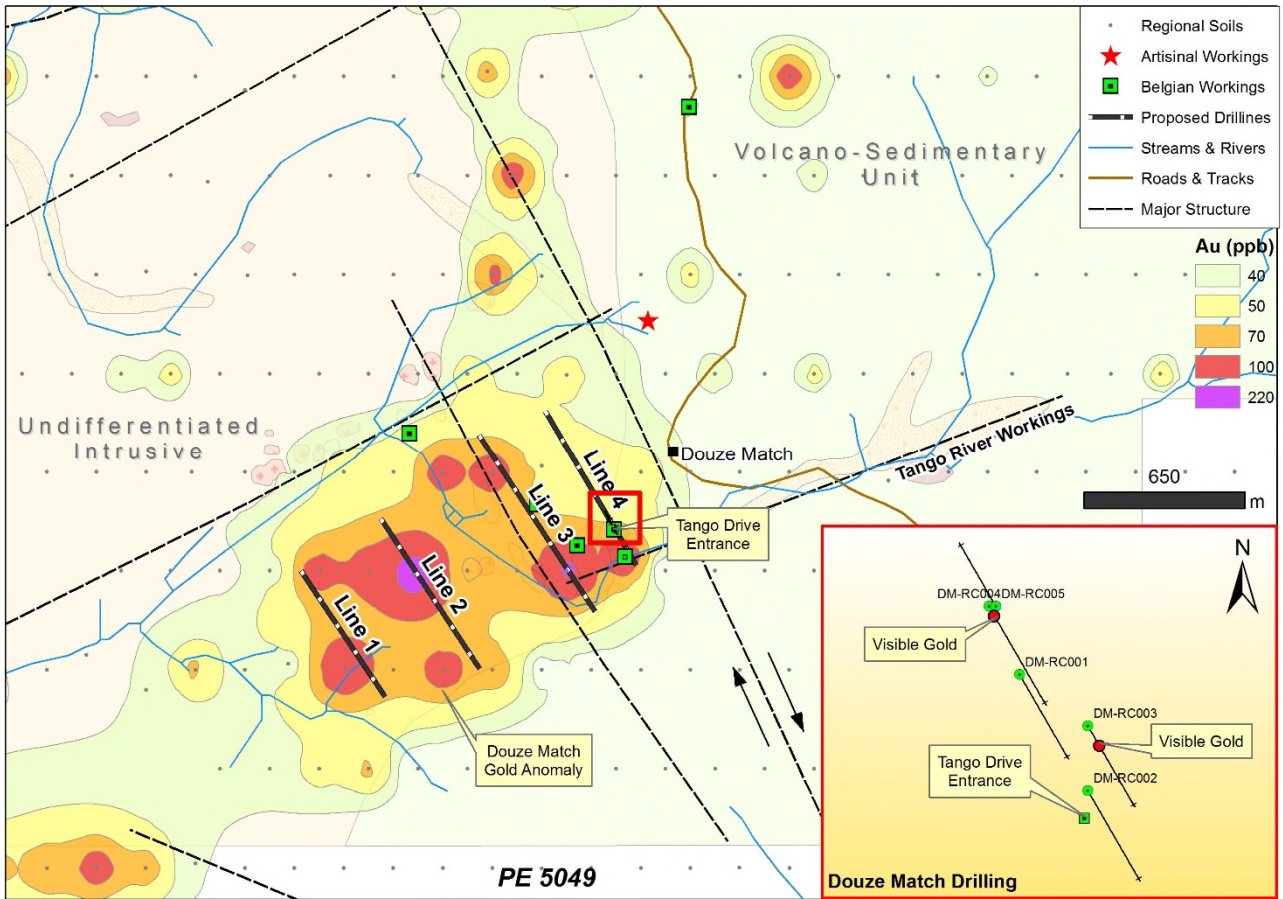 Regional Soils
Artisinal Workings
Belgian Workings
Proposed Drillines
Streams & Rivers
Roads & Tracks
Major Structure
Au (ppb)
40
50
70
100
220
Volcano-Sedimentary
Unit
Undifferentiated
Intrusive
Douze Match
Tango River Workings
650
m
Line 4
Line 3
Line 2
Line 1
Tango Drive
Entrance
Douze Match
Gold Anomaly
PE 5049
N
DM-RC004
DM-RC005
Visible Gold
DM-RC001
DM-RC003
Visible Gold
Tango Drive
Entrance
DM-RC002
Douze Match Drilling